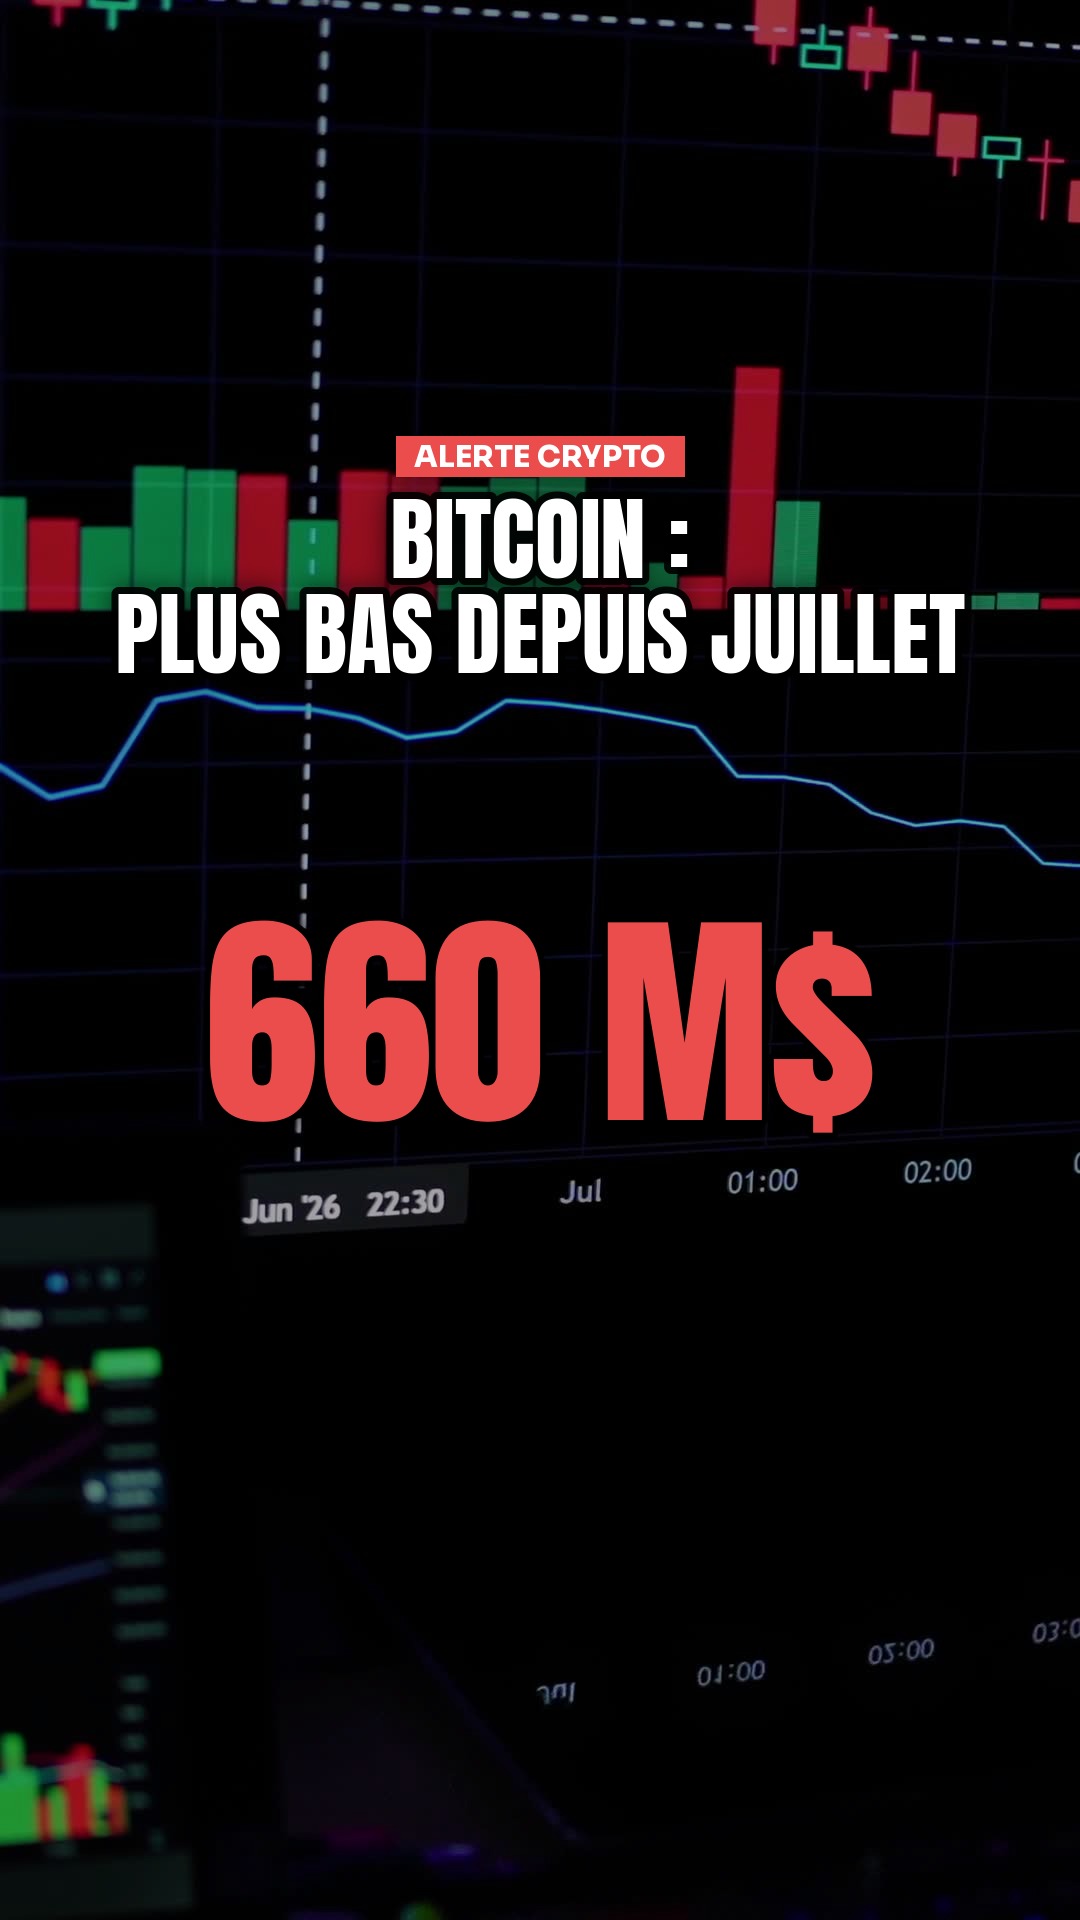 ALERTE CRYPTO
BITCOIN :
PLUS BAS DEPUIS JUILLET
660 M$
Jun '26 22:30 Jul 01:00 02:00
Jul 01:00 02:00